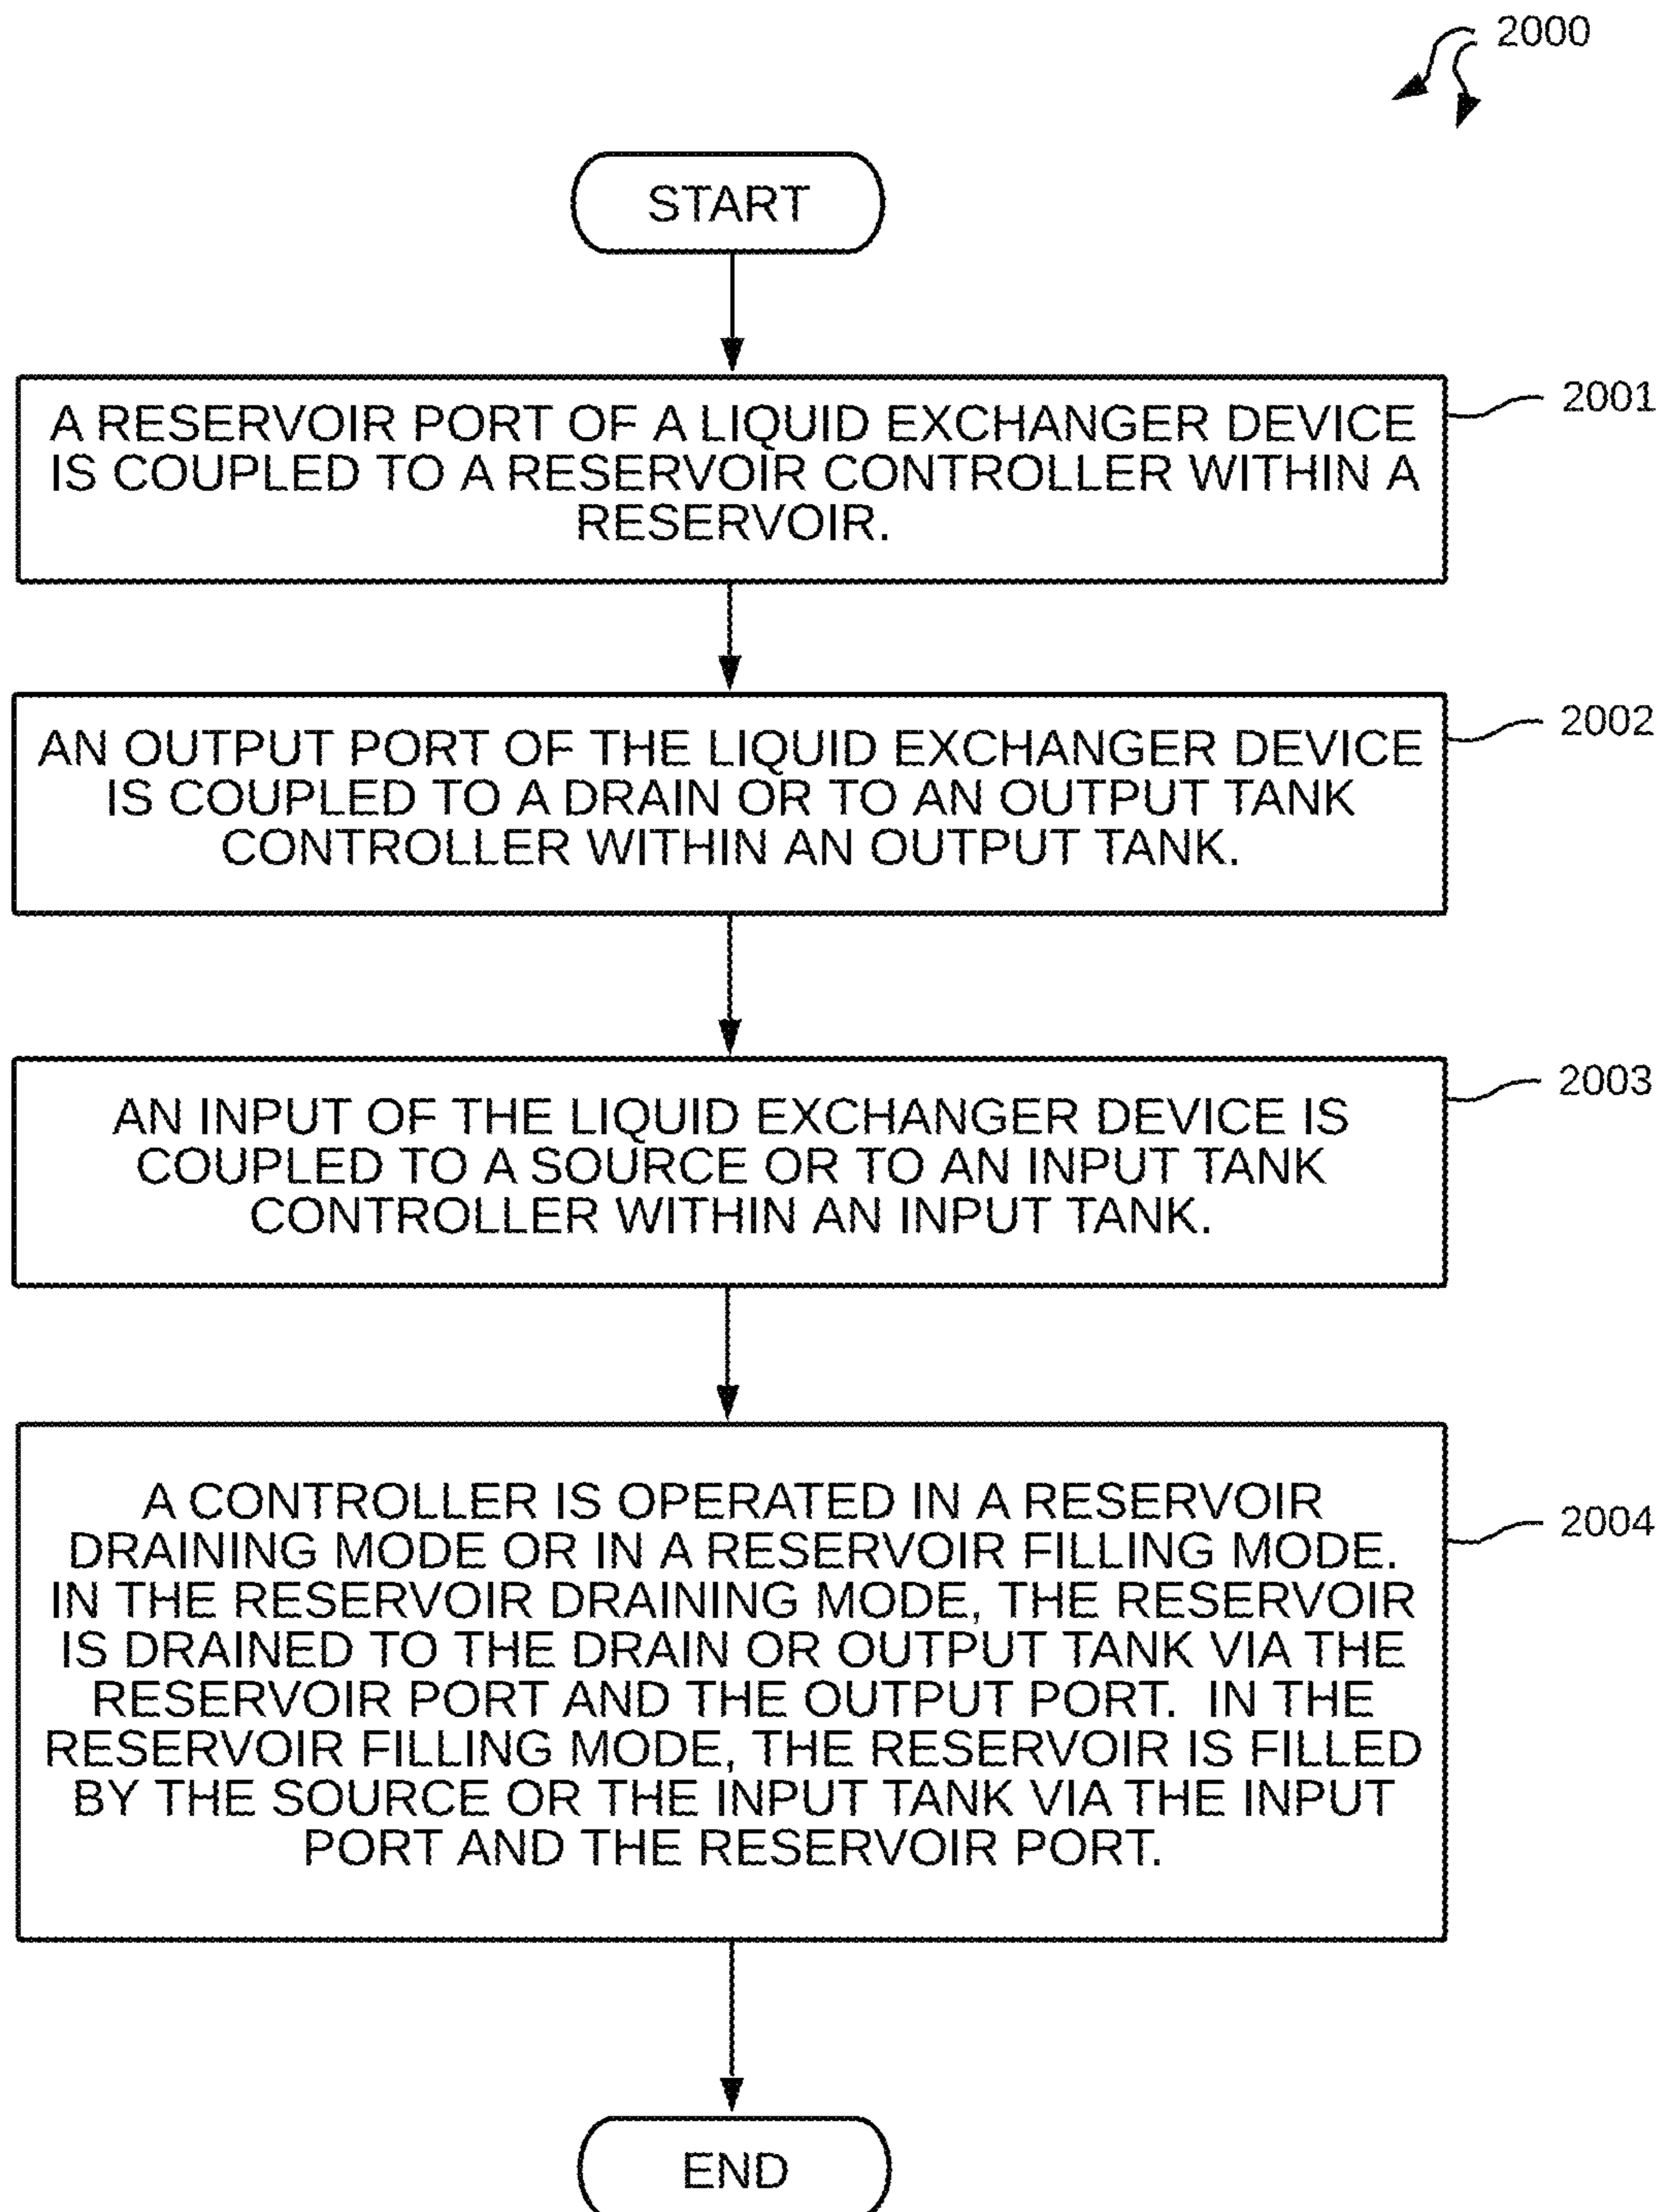 2000
START
A RESERVOIR PORT OF A LIQUID EXCHANGER DEVICE
IS COUPLED TO A RESERVOIR CONTROLLER WITHIN A
RESERVOIR.
2001
AN OUTPUT PORT OF THE LIQUID EXCHANGER DEVICE
IS COUPLED TO A DRAIN OR TO AN OUTPUT TANK
CONTROLLER WITHIN AN OUTPUT TANK.
2002
AN INPUT OF THE LIQUID EXCHANGER DEVICE IS
COUPLED TO A SOURCE OR TO AN INPUT TANK
CONTROLLER WITHIN AN INPUT TANK.
2003
A CONTROLLER IS OPERATED IN A RESERVOIR
DRAINING MODE OR IN A RESERVOIR FILLING MODE.
IN THE RESERVOIR DRAINING MODE, THE RESERVOIR
IS DRAINED TO THE DRAIN OR OUTPUT TANK VIA THE
RESERVOIR PORT AND THE OUTPUT PORT.  IN THE
RESERVOIR FILLING MODE, THE RESERVOIR IS FILLED
BY THE SOURCE OR THE INPUT TANK VIA THE INPUT
PORT AND THE RESERVOIR PORT.
2004
END